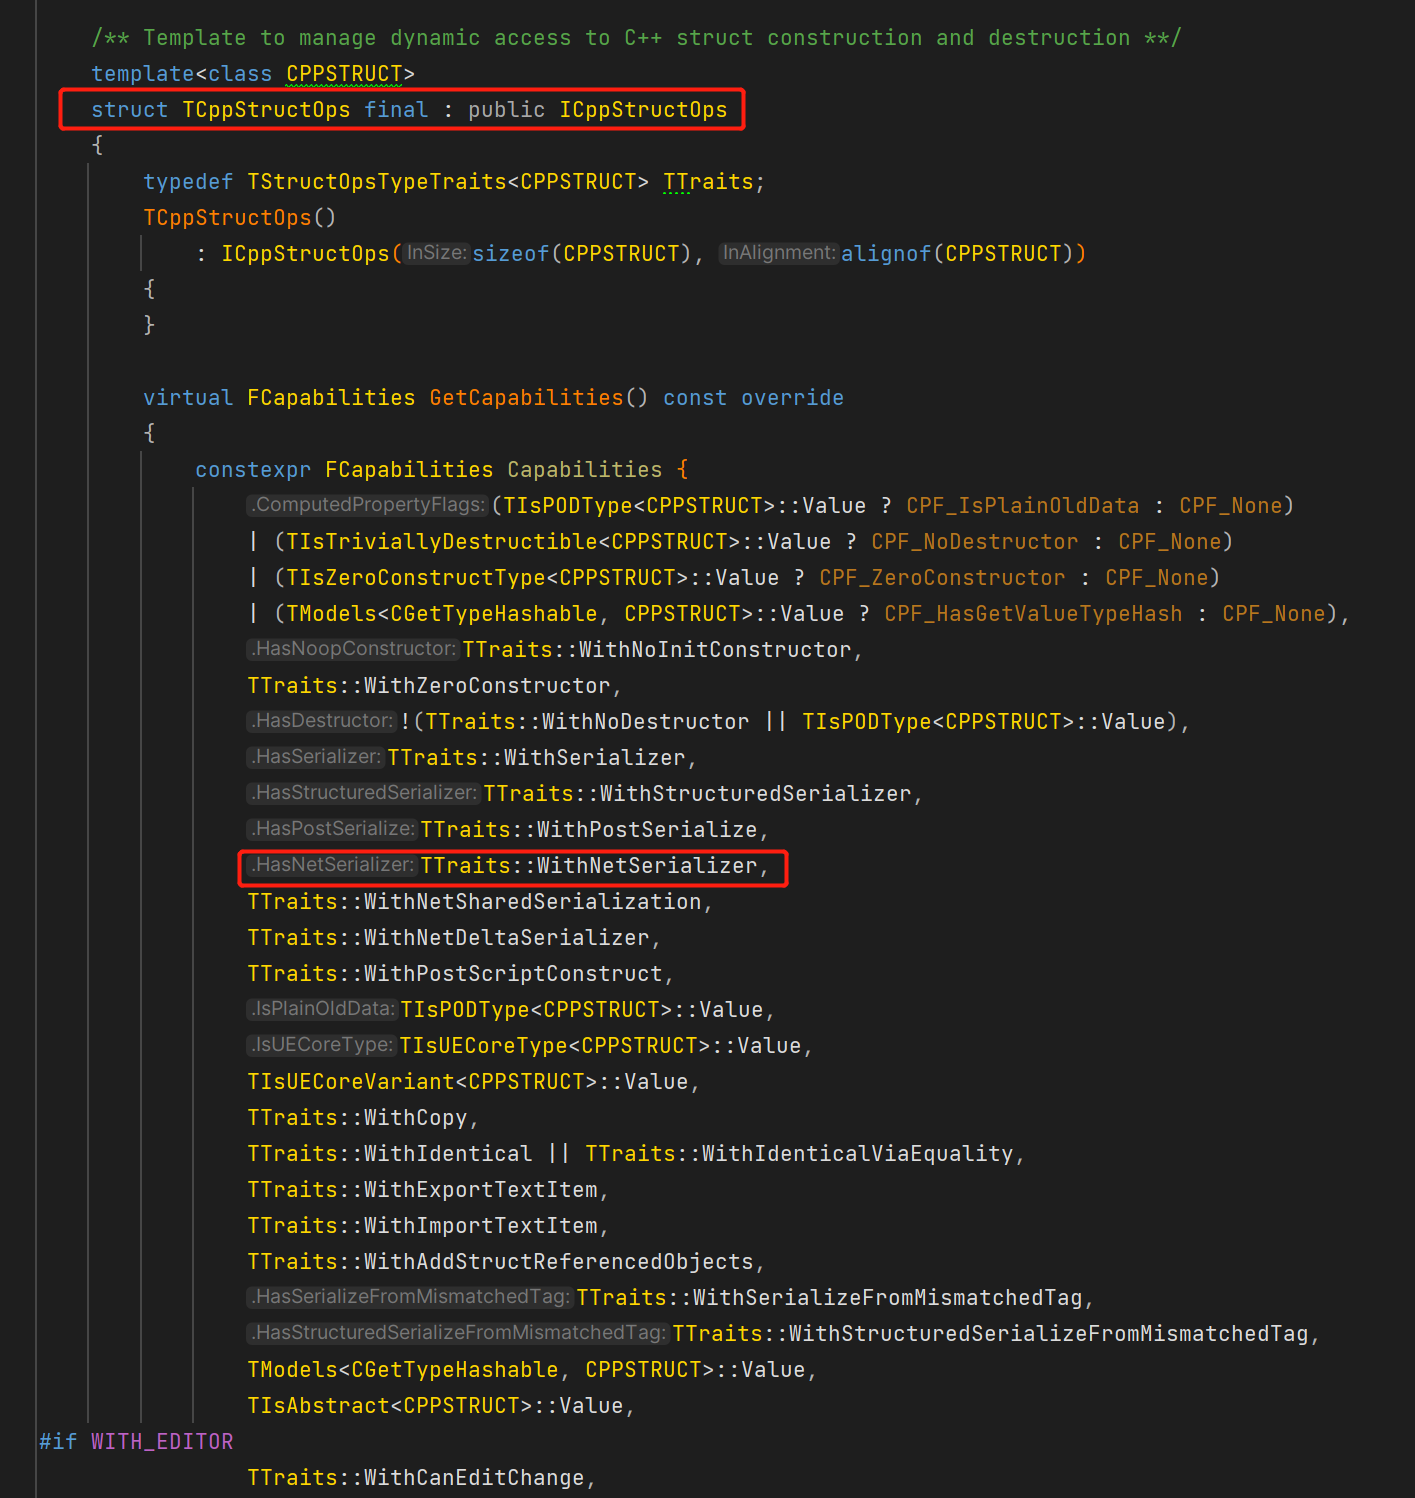 /** Template to manage dynamic access to C++ struct construction and destruction **/
template<class CPPSTRUCT>
struct TCppStructOps final : public ICppStructOps
{
typedef TStructOpsTypeTraits<CPPSTRUCT> TTraits;
TCppStructOps()
: ICppStructOps(InSize:sizeof(CPPSTRUCT), InAlignment:alignof(CPPSTRUCT))
{
}
virtual FCapabilities GetCapabilities() const override
{
constexpr FCapabilities Capabilities {
.ComputedPropertyFlags:(TIsPODType<CPPSTRUCT>::Value ? CPF_IsPlainOldData : CPF_None)
| (TIsTriviallyDestructible<CPPSTRUCT>::Value ? CPF_NoDestructor : CPF_None)
| (TIsZeroConstructType<CPPSTRUCT>::Value ? CPF_ZeroConstructor : CPF_None)
| (TModels<CGetTypeHashable, CPPSTRUCT>::Value ? CPF_HasGetValueTypeHash : CPF_None),
.HasNoopConstructor:TTraits::WithNoInitConstructor,
TTraits::WithZeroConstructor,
.HasDestructor:!(TTraits::WithNoDestructor || TIsPODType<CPPSTRUCT>::Value),
.HasSerializer:TTraits::WithSerializer,
.HasStructuredSerializer:TTraits::WithStructuredSerializer,
.HasPostSerialize:TTraits::WithPostSerialize,
.HasNetSerializer:TTraits::WithNetSerializer,
TTraits::WithNetSharedSerialization,
TTraits::WithNetDeltaSerializer,
TTraits::WithPostScriptConstruct,
.IsPlainOldData:TIsPODType<CPPSTRUCT>::Value,
.IsUECoreType:TIsUECoreType<CPPSTRUCT>::Value,
TIsUECoreVariant<CPPSTRUCT>::Value,
TTraits::WithCopy,
TTraits::WithIdentical || TTraits::WithIdenticalViaEquality,
TTraits::WithExportTextItem,
TTraits::WithImportTextItem,
TTraits::WithAddStructReferencedObjects,
.HasSerializeFromMismatchedTag:TTraits::WithSerializeFromMismatchedTag,
.HasStructuredSerializeFromMismatchedTag:TTraits::WithStructuredSerializeFromMismatchedTag,
TModels<CGetTypeHashable, CPPSTRUCT>::Value,
TIsAbstract<CPPSTRUCT>::Value,
#if WITH_EDITOR
TTraits::WithCanEditChange,